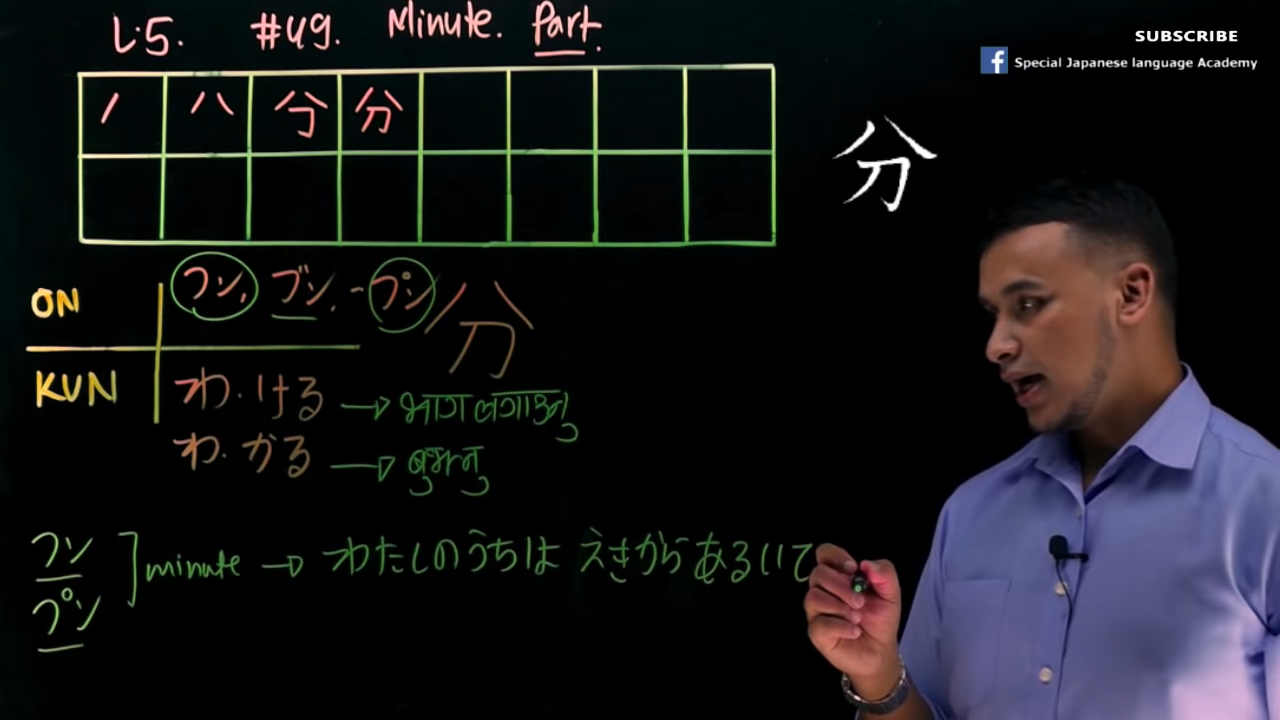 L.5. #49. Minute. Part.
SUBSCRIBE
Special Japanese language Academy
ノ 八 分 分
分
ON フン, ブン, -プン 分
KUN わ.ける → भाग लगाउनु
わ.かる → बुझ्नु
フン
プン ] minute → わたしのうちは えきから あるいて